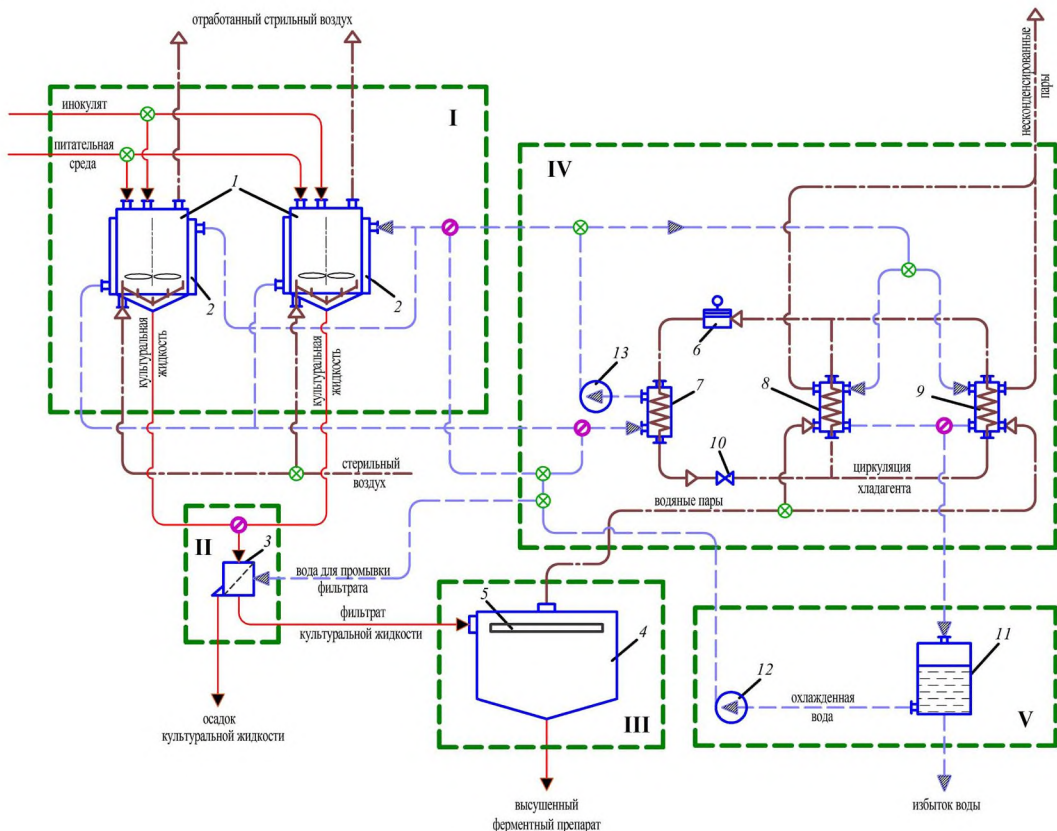 отработанный стрильный воздух
инокулят
I
питательная
среда
1
2
2
культуральная
жидкость
культуральная
жидкость
стерильный
воздух
несконденсированные
пары
IV
6
13
7
8
9
10
циркуляция
хладагента
водяные пары
II
3
вода для промывки
фильтрата
фильтрат
культуральной жидкости
осадок
культуральной жидкости
5
4
III
высушенный
ферментный препарат
11
12
охлажденная
вода
V
избыток воды